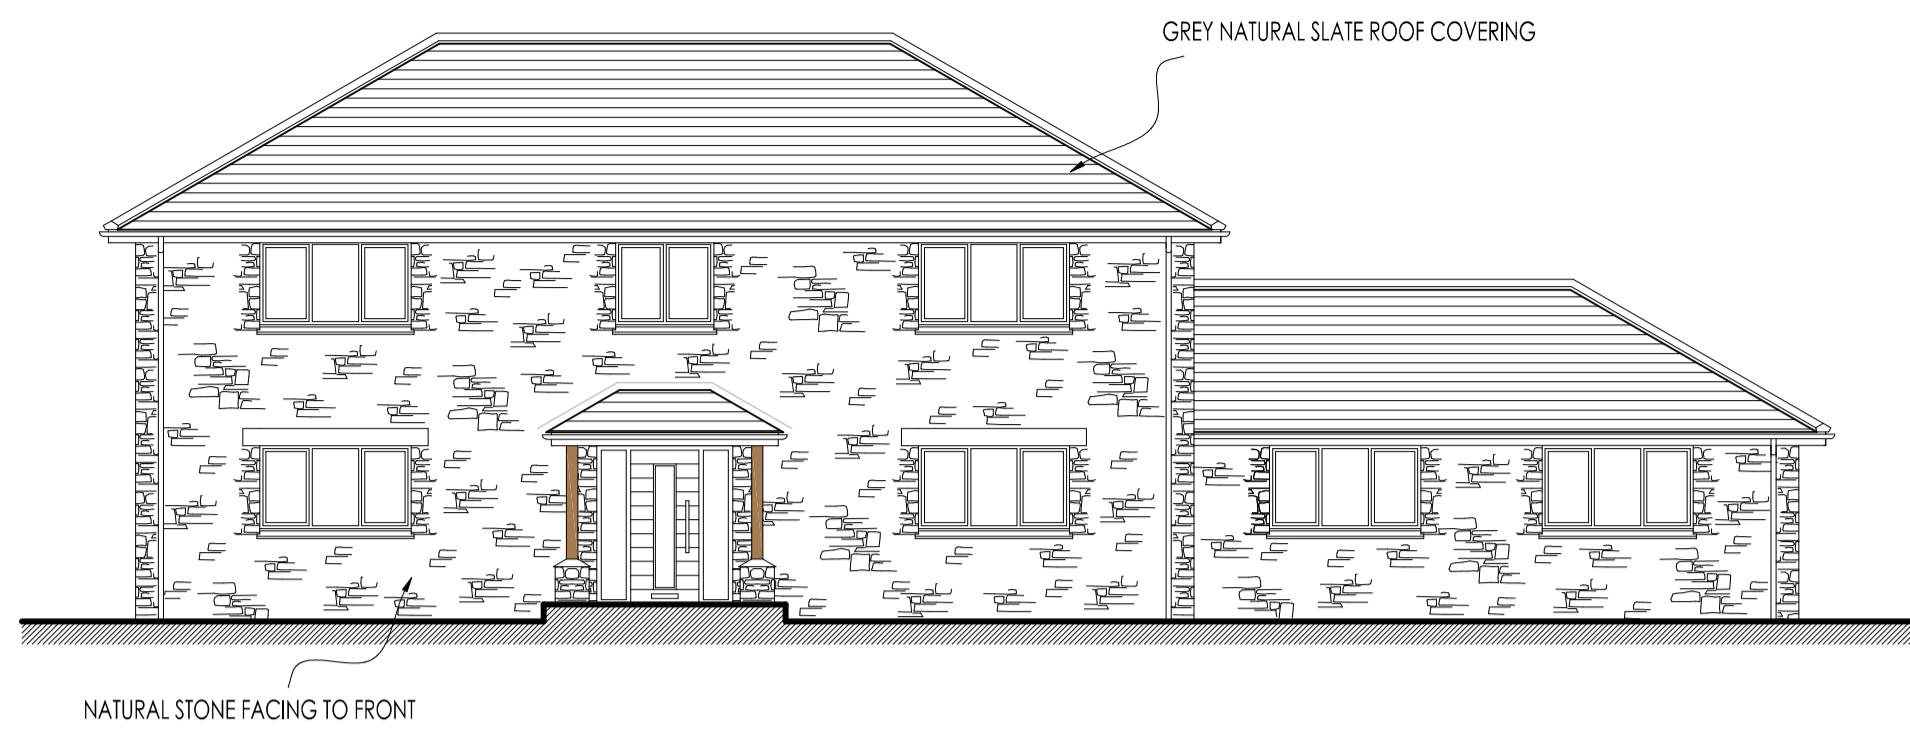 GREY NATURAL SLATE ROOF COVERING
NATURAL STONE FACING TO FRONT